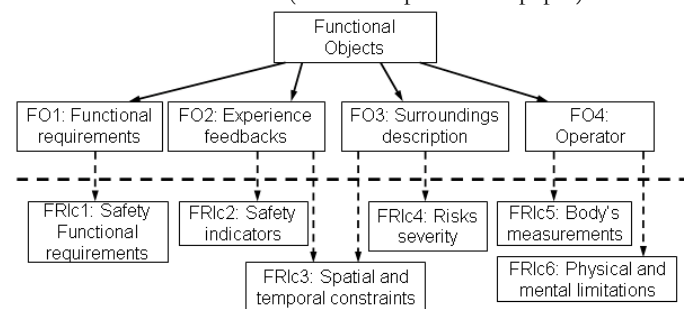 Functional
Objects
FO1: Functional
requirements
FO2: Experience
feedbacks
FO3: Surroundings
description
FO4:
Operator
FRIc1: Safety
Functional
requirements
FRIc2: Safety
indicators
FRIc3: Spatial and
temporal constraints
FRIc4: Risks
severity
FRIc5: Body's
measurements
FRIc6: Physical and
mental limitations